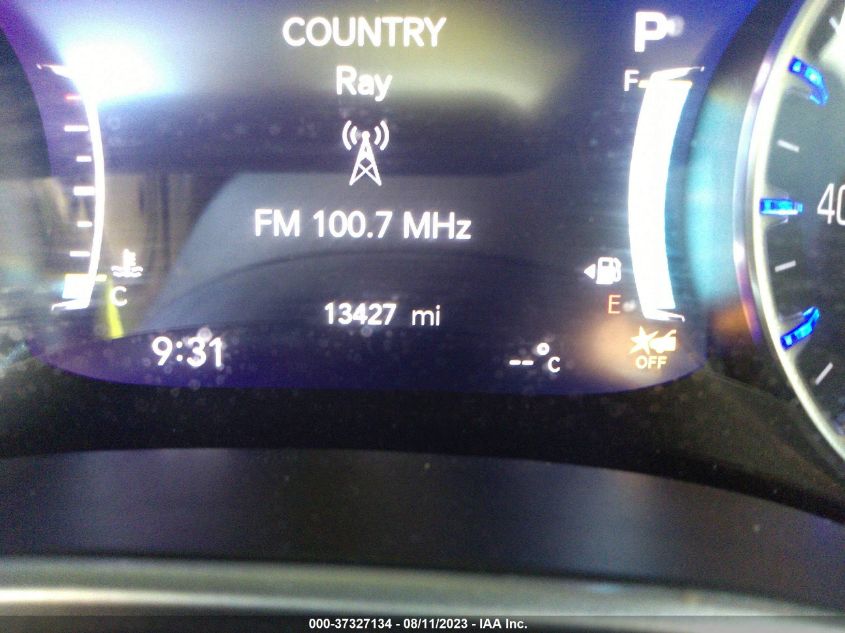 COUNTRY
P
Ray
F
FM 100.7 MHz
40
C
E
13427 mi
9:31
--°C
OFF
000-37327134 - 08/11/2023 - IAA Inc.